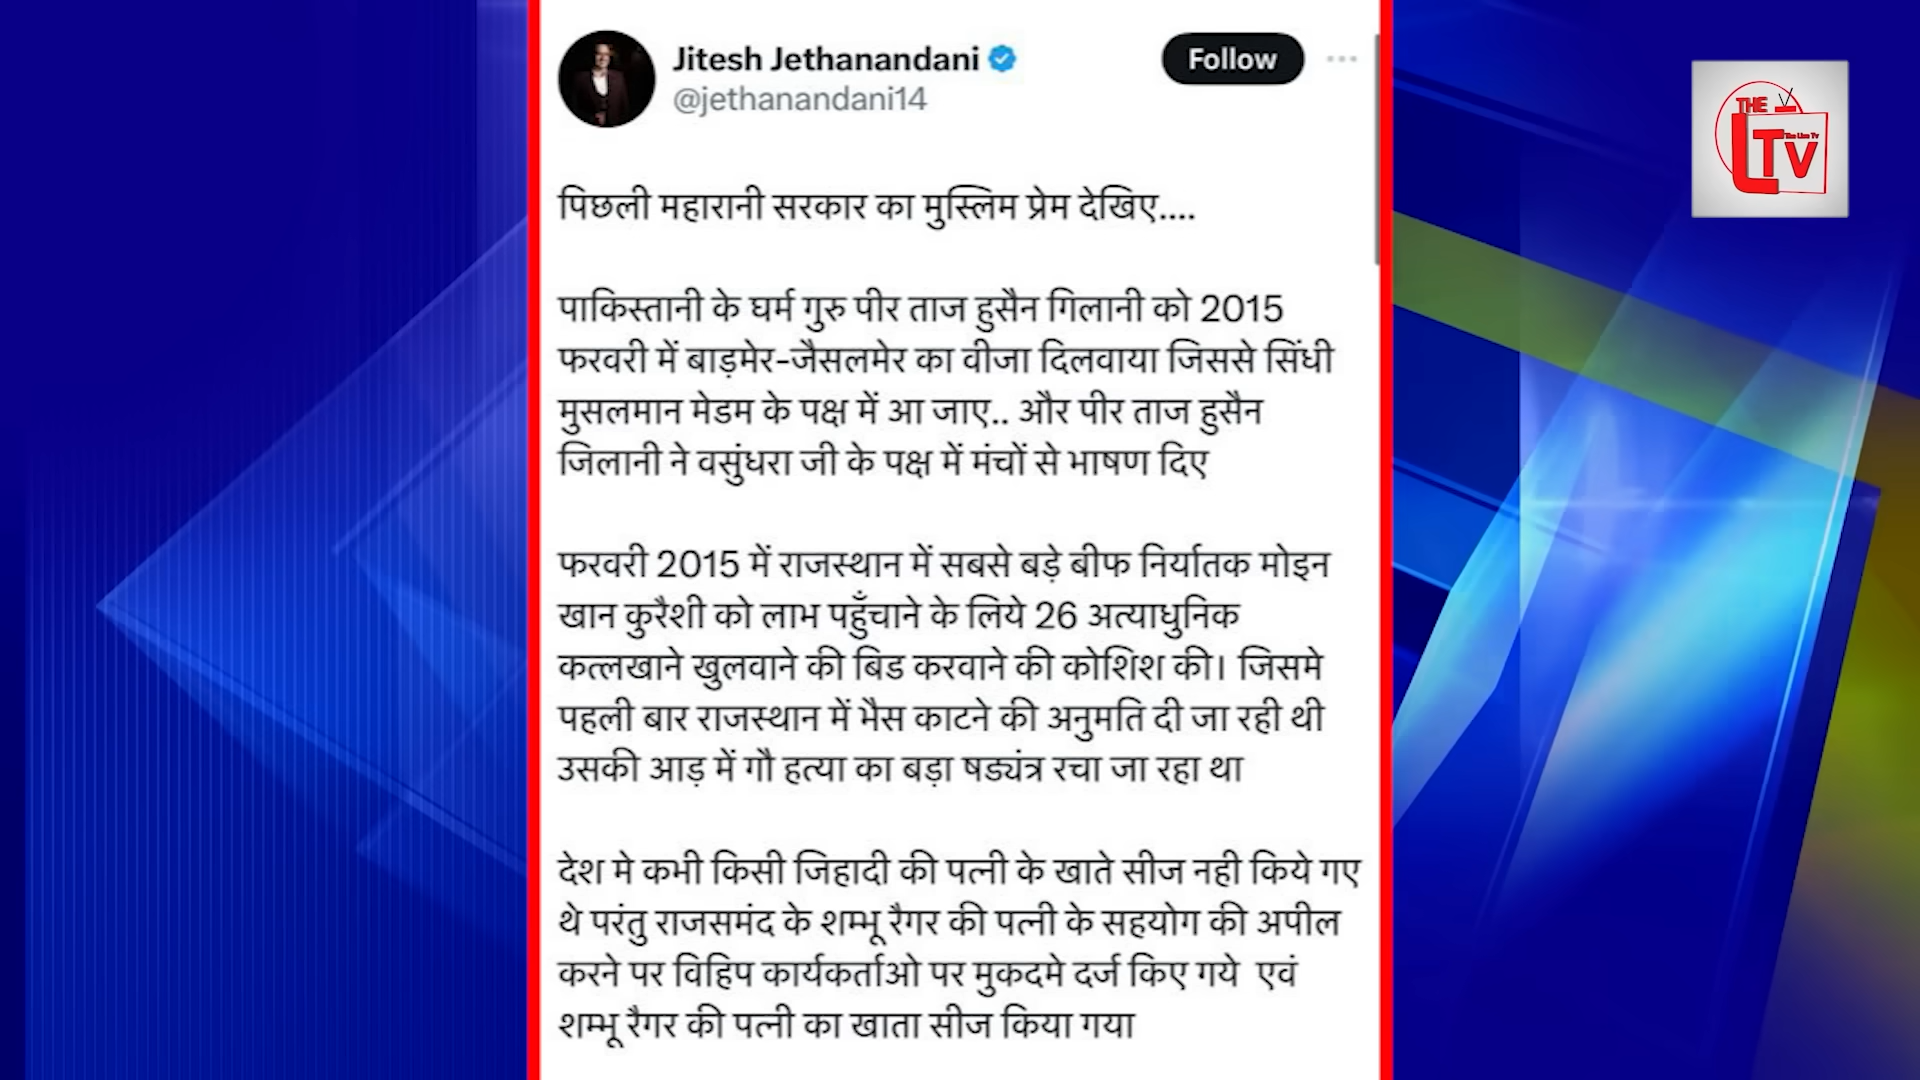 Jitesh Jethanandani
@jethanandani14
Follow
पिछली महारानी सरकार का मुस्लिम प्रेम देखिए....
पाकिस्तानी के घर्म गुरु पीर ताज हुसैन गिलानी को 2015
फरवरी में बाड़मेर-जैसलमेर का वीजा दिलवाया जिससे सिंधी
मुसलमान मेडम के पक्ष में आ जाए.. और पीर ताज हुसैन
जिलानी ने वसुंधरा जी के पक्ष में मंचों से भाषण दिए
फरवरी 2015 में राजस्थान में सबसे बड़े बीफ निर्यातक मोइन
खान कुरैशी को लाभ पहुँचाने के लिये 26 अत्याधुनिक
कत्लखाने खुलवाने की बिड करवाने की कोशिश की। जिसमे
पहली बार राजस्थान में भैस काटने की अनुमति दी जा रही थी
उसकी आड़ में गौ हत्या का बड़ा षड्यंत्र रचा जा रहा था
देश मे कभी किसी जिहादी की पत्नी के खाते सीज नही किये गए
थे परंतु राजसमंद के शम्भू रैगर की पत्नी के सहयोग की अपील
करने पर विहिप कार्यकर्ताओ पर मुकदमे दर्ज किए गये एवं
शम्भू रैगर की पत्नी का खाता सीज किया गया
THE
LTV
The Live Tv